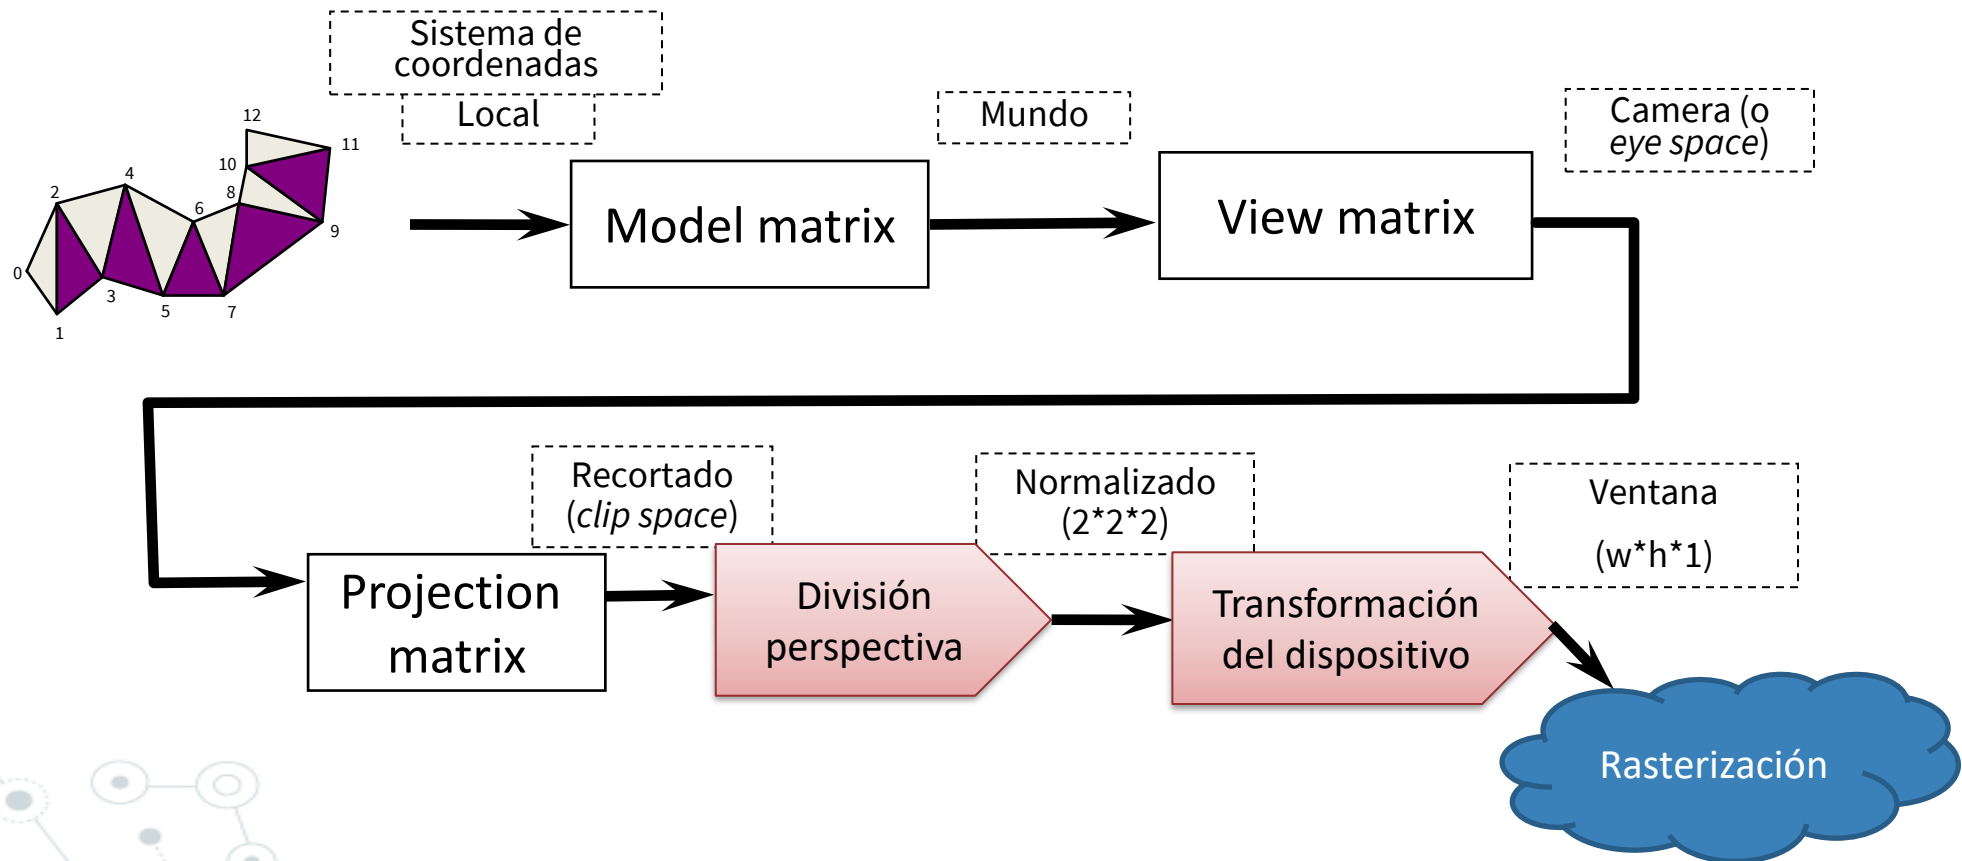 Sistema de
coordenadas
Local
Mundo
Camera (o
eye space)
12
11
10
4
2
8
6
9
0
3
5
7
1
Model matrix
View matrix
Recortado
(clip space)
Normalizado
(2*2*2)
Ventana
(w*h*1)
Projection
matrix
División
perspectiva
Transformación
del dispositivo
Rasterización